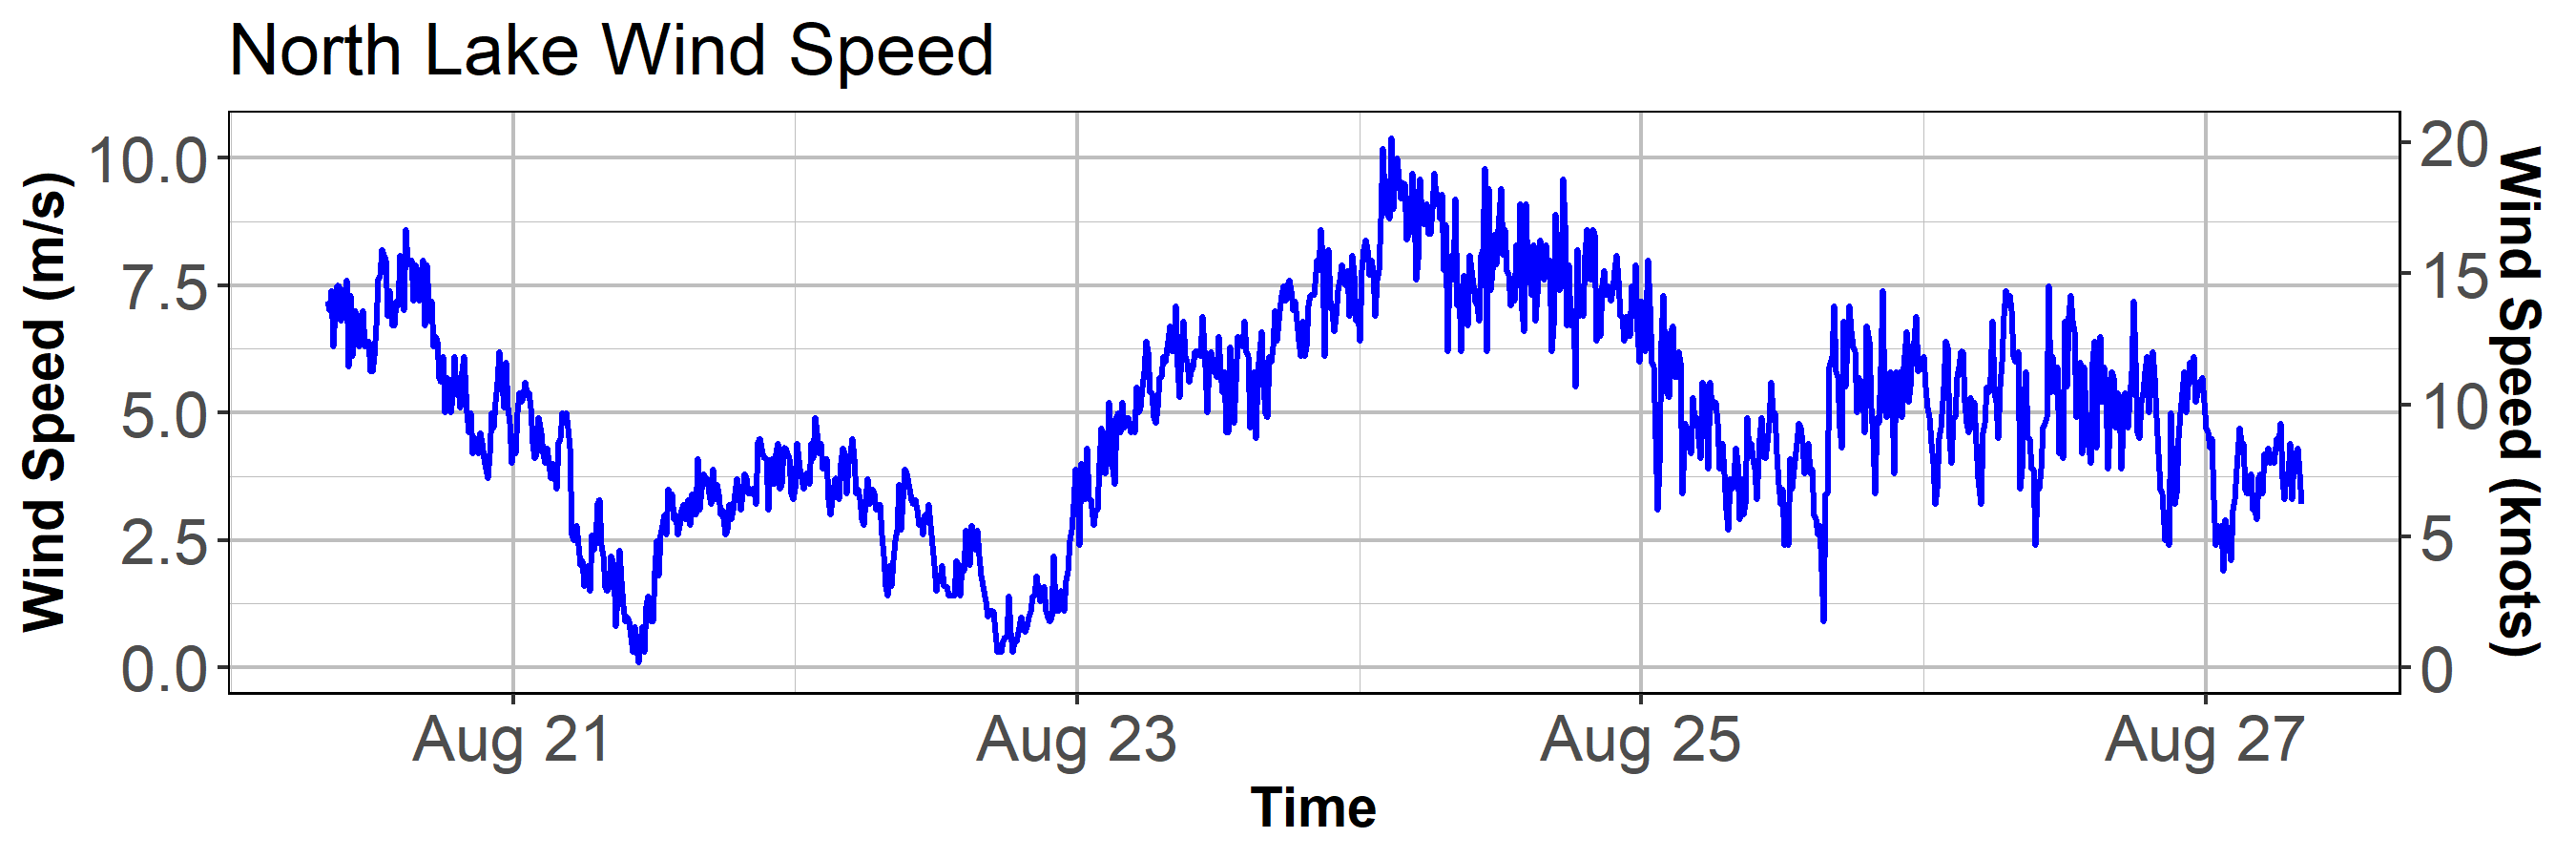 North Lake Wind Speed
Wind Speed (m/s)
10.0
7.5
5.0
2.5
0.0
20
15
10
5
0
Wind Speed (knots)
Aug 21
Aug 23
Aug 25
Aug 27
Time